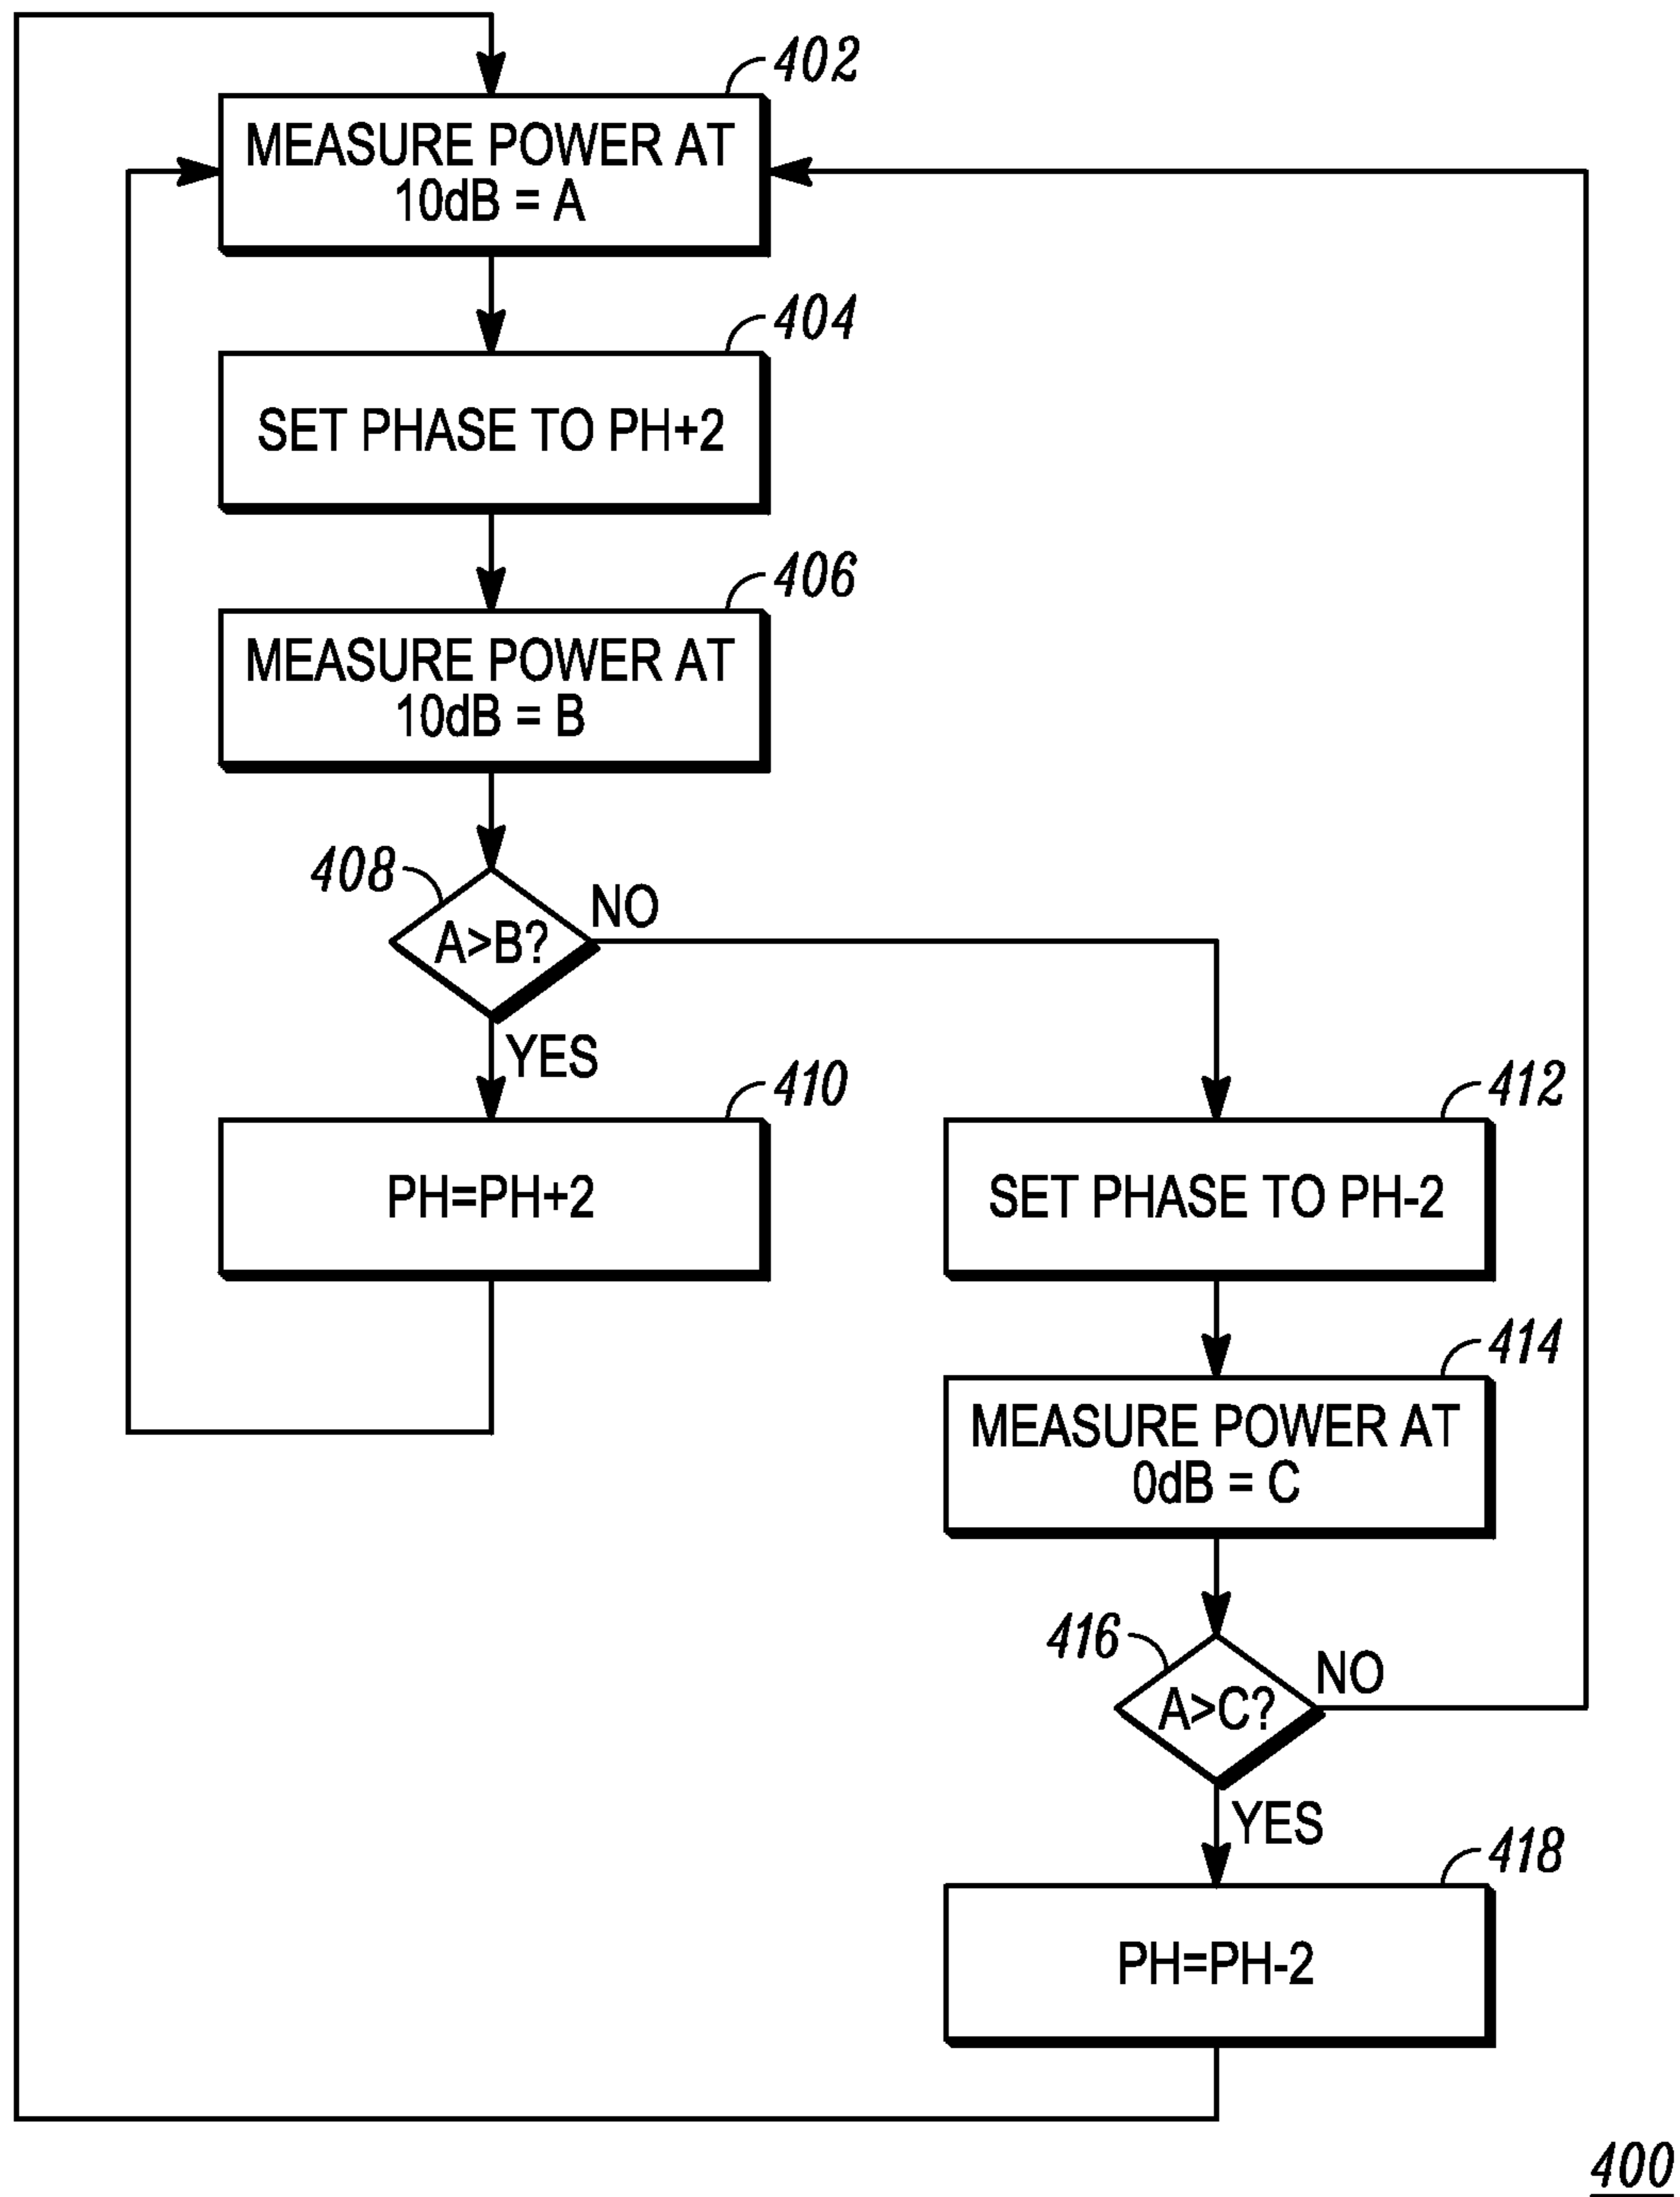 402
MEASURE POWER AT
10dB = A
404
SET PHASE TO PH+2
406
MEASURE POWER AT
10dB = B
408
A>B?
NO
YES
410
PH=PH+2
412
SET PHASE TO PH-2
414
MEASURE POWER AT
0dB = C
416
A>C?
NO
YES
418
PH=PH-2
400